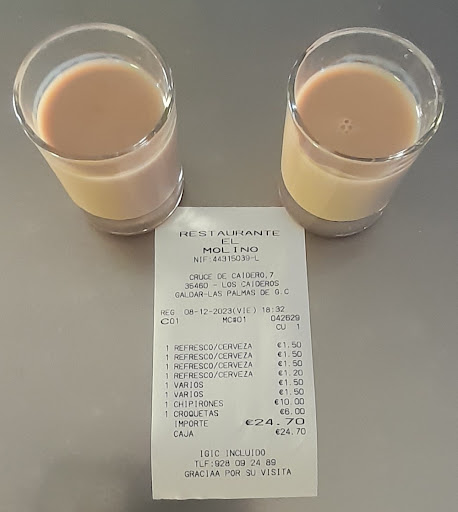 RESTAURANTE
EL
MOLINO
NIF:44315039-L
CRUCE DE CAIDERO,7
35460 - LOS CAIDEROS
GALDAR-LAS PALMAS DE G.C
REG 08-12-2023(VIE) 18:32
C01 MC#01 042629
CU 1
1 REFRESCO/CERVEZA €1.50
1 REFRESCO/CERVEZA €1.50
1 REFRESCO/CERVEZA €1.50
1 REFRESCO/CERVEZA €1.20
1 VARIOS €1.50
1 VARIOS €1.50
1 CHIPIRONES €10.00
1 CROQUETAS €6.00
IMPORTE €24.70
CAJA €24.70
IGIC INCLUIDO
TLF:928 09 24 89
GRACIAA POR SU VISITA